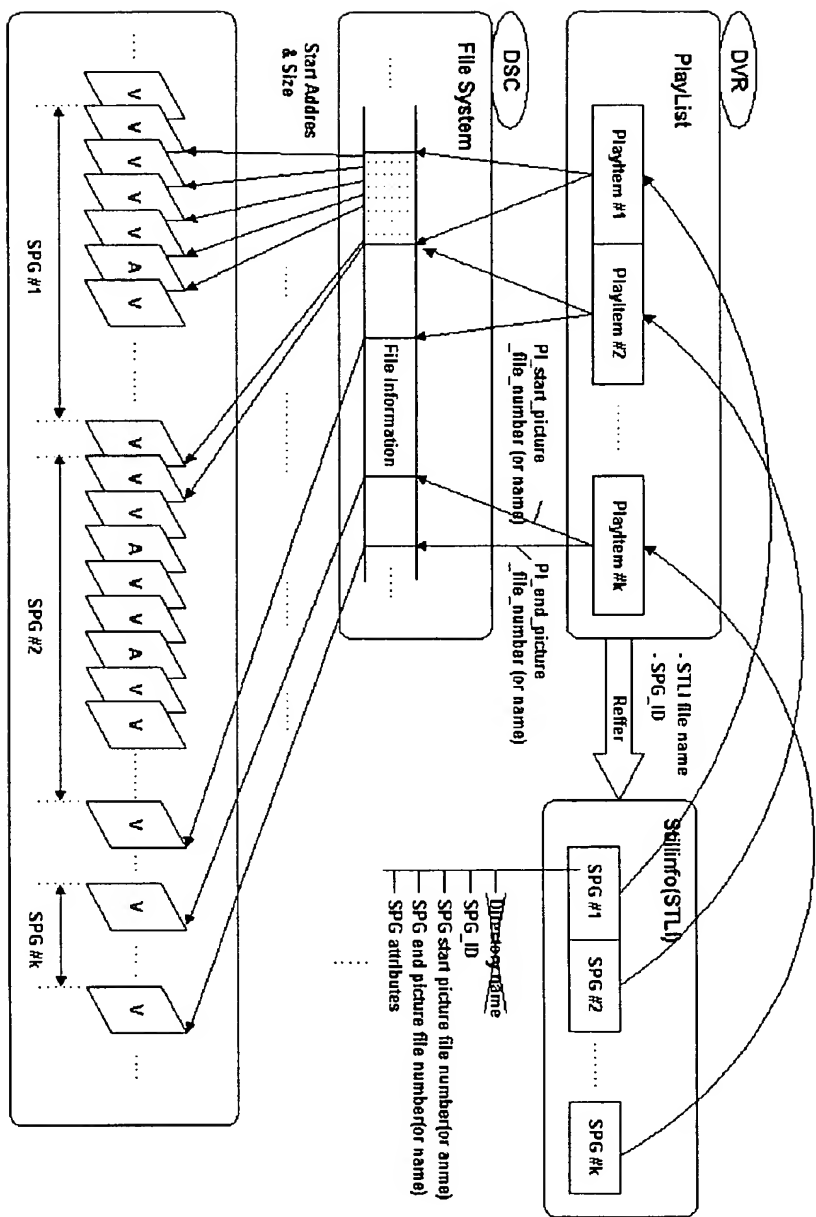 DVR
PlayList
PlayItem #1
PlayItem #2
........
PlayItem #k
- STLI file name
- SPG_ID
Reffer
Stillinfo(STLI)
SPG #1
SPG #2
........
SPG #k
Directory name
SPG_ID
SPG start picture file number(or anme)
SPG end picture file number(or name)
SPG attributes
......
PI_start_picture
_file_number (or name)
PI_end_picture
_file_number (or name)
DSC
File System
......
File Information
......
Start Addres
& Size
V
V
V
V
V
A
V
V
V
V
A
V
V
A
V
V
V
V
V
SPG #1
SPG #2
SPG #k